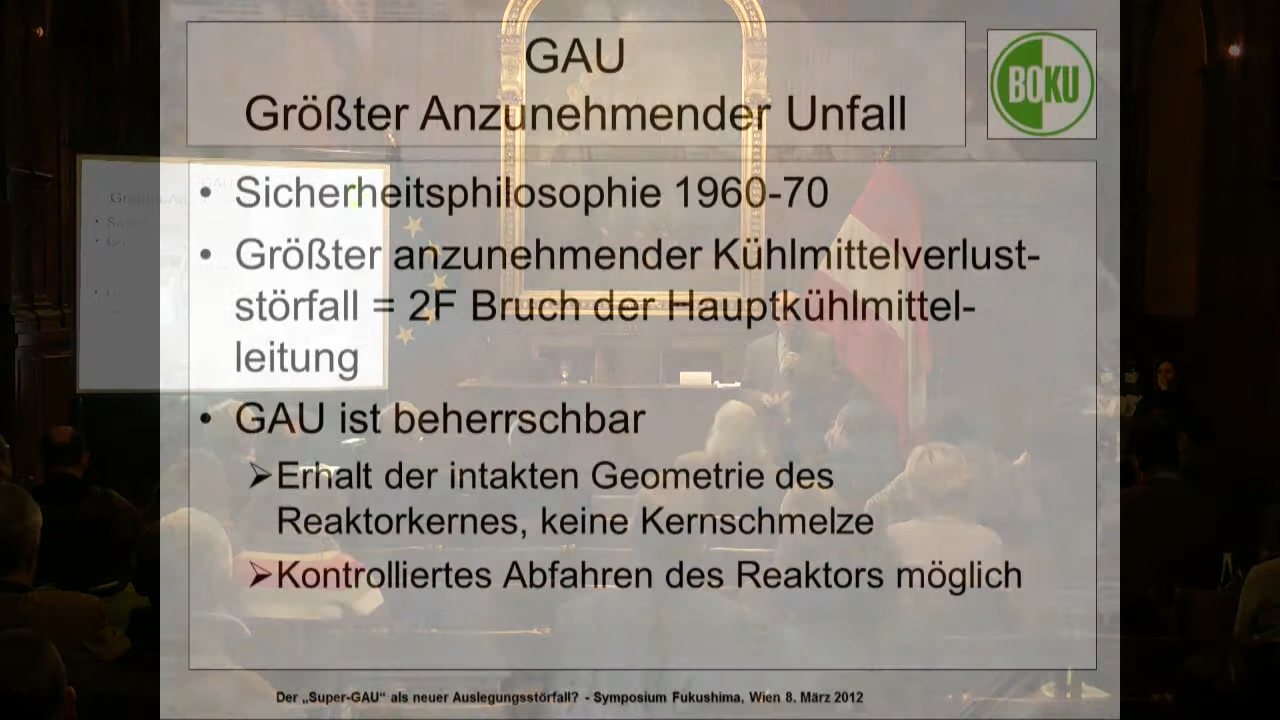 GAU
Größter Anzunehmender Unfall
BOKU
• Sicherheitsphilosophie 1960-70
• Größter anzunehmender Kühlmittelverlust-
störfall = 2F Bruch der Hauptkühlmittel-
leitung
• GAU ist beherrschbar
➢Erhalt der intakten Geometrie des
Reaktorkernes, keine Kernschmelze
➢Kontrolliertes Abfahren des Reaktors möglich
Der „Super-GAU“ als neuer Auslegungsstörfall? - Symposium Fukushima, Wien 8. März 2012